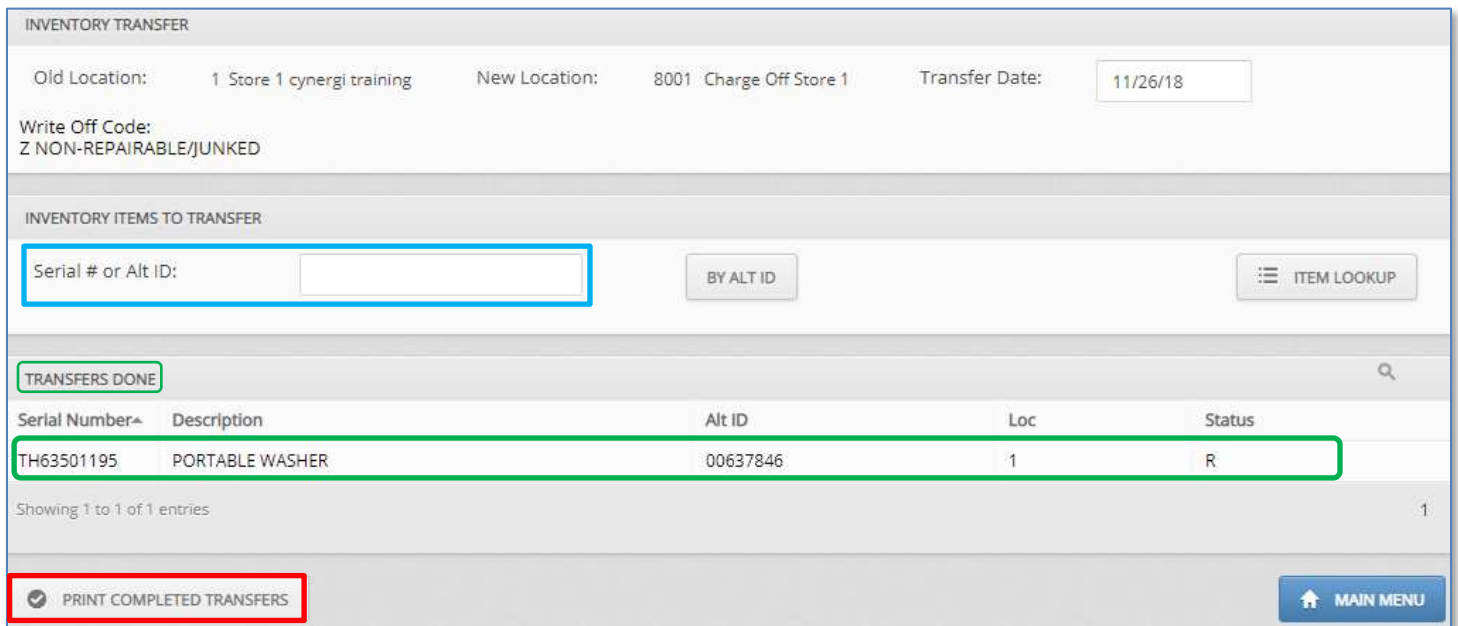 INVENTORY TRANSFER
Old Location: 1 Store 1 cynergi training New Location: 8001 Charge Off Store 1 Transfer Date: 11/26/18
Write Off Code:
Z NON-REPAIRABLE/JUNKED
INVENTORY ITEMS TO TRANSFER
Serial # or Alt ID: BY ALT ID ITEM LOOKUP
TRANSFERS DONE
Serial Number Description Alt ID Loc Status
TH63501195 PORTABLE WASHER 00637846 1 R
Showing 1 to 1 of 1 entries 1
PRINT COMPLETED TRANSFERS MAIN MENU